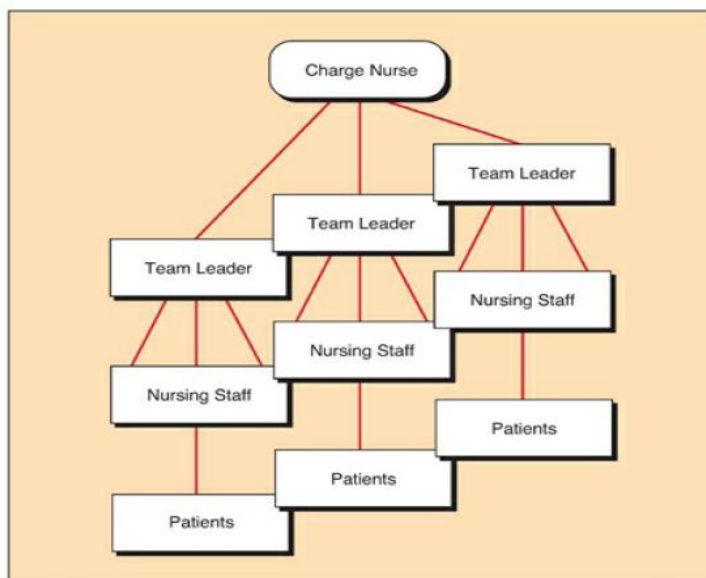 Charge Nurse
Team Leader
Team Leader
Team Leader
Nursing Staff
Nursing Staff
Nursing Staff
Patients
Patients
Patients